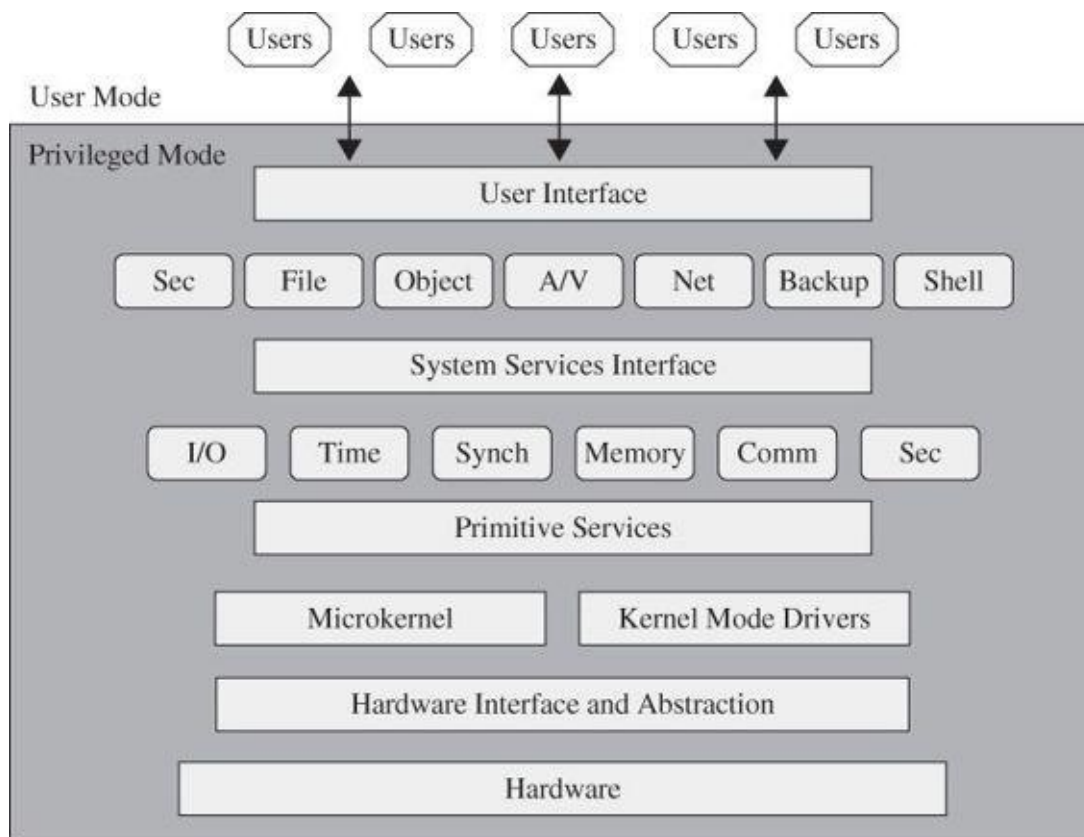 Users Users Users Users Users
User Mode
Privileged Mode
User Interface
Sec File Object A/V Net Backup Shell
System Services Interface
I/O Time Synch Memory Comm Sec
Primitive Services
Microkernel Kernel Mode Drivers
Hardware Interface and Abstraction
Hardware